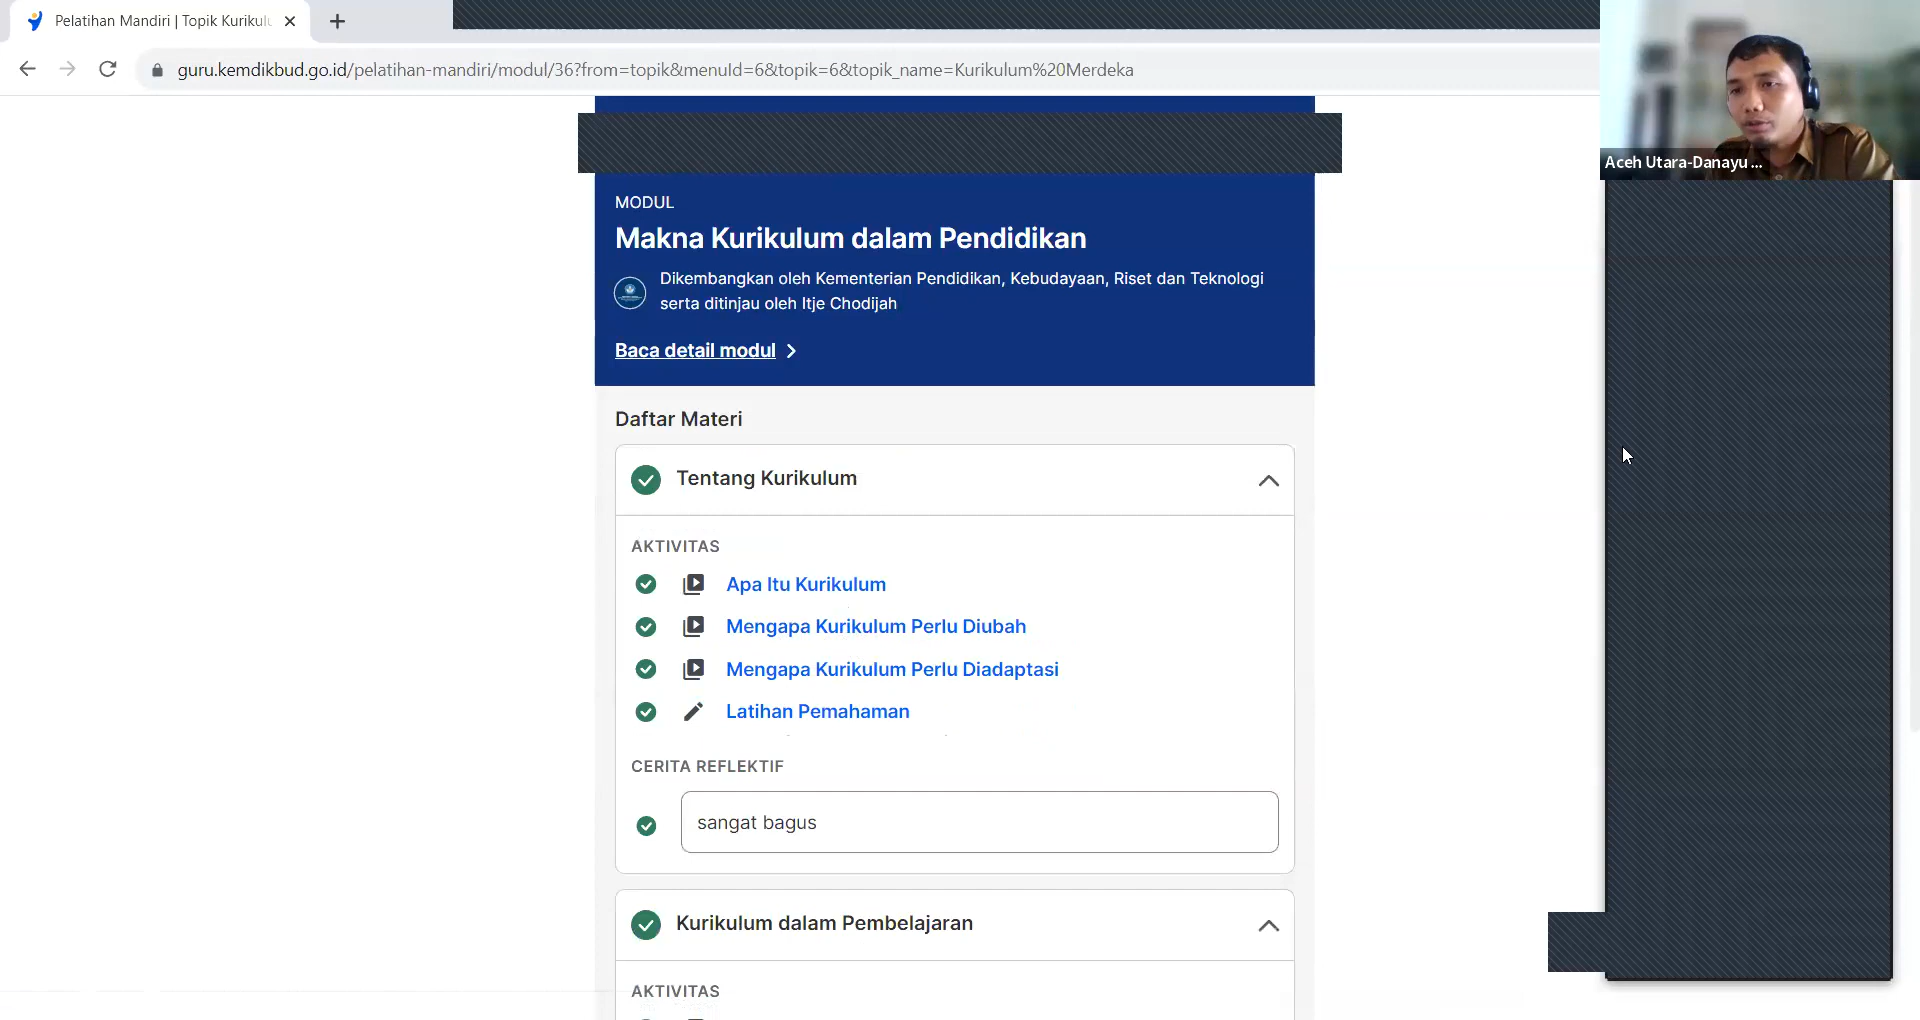 Pelatihan Mandiri | Topik Kurikulu
guru.kemdikbud.go.id/pelatihan-mandiri/modul/36?from=topik&menuId=6&topik=6&topik_name=Kurikulum%20Merdeka
Aceh Utara-Danayu ...
MODUL
Makna Kurikulum dalam Pendidikan
Dikembangkan oleh Kementerian Pendidikan, Kebudayaan, Riset dan Teknologi
serta ditinjau oleh Itje Chodijah
Baca detail modul
Daftar Materi
Tentang Kurikulum
AKTIVITAS
Apa Itu Kurikulum
Mengapa Kurikulum Perlu Diubah
Mengapa Kurikulum Perlu Diadaptasi
Latihan Pemahaman
CERITA REFLEKTIF
sangat bagus
Kurikulum dalam Pembelajaran
AKTIVITAS